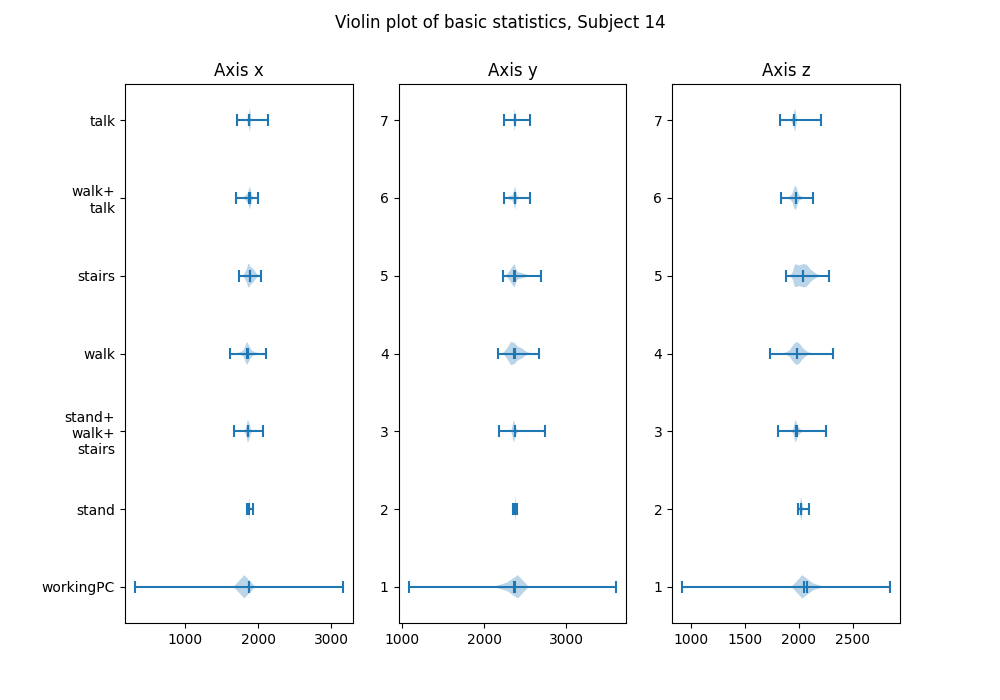 Violin plot of basic statistics, Subject 14
Axis x
Axis y
Axis z
talk
walk+
talk
stairs
walk
stand+
walk+
stairs
stand
workingPC
7
6
5
4
3
2
1
7
6
5
4
3
2
1
1000 2000 3000
1000 2000 3000
1000 1500 2000 2500